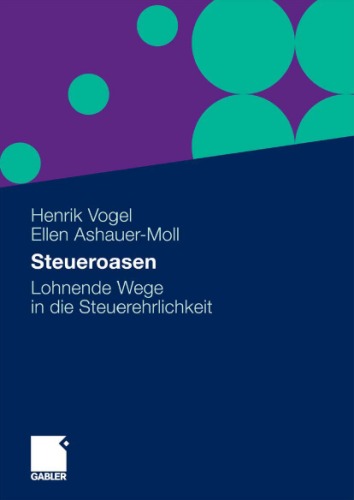 Henrik Vogel
Ellen Ashauer-Moll
Steueroasen
Lohnende Wege
in die Steuerehrlichkeit
GABLER